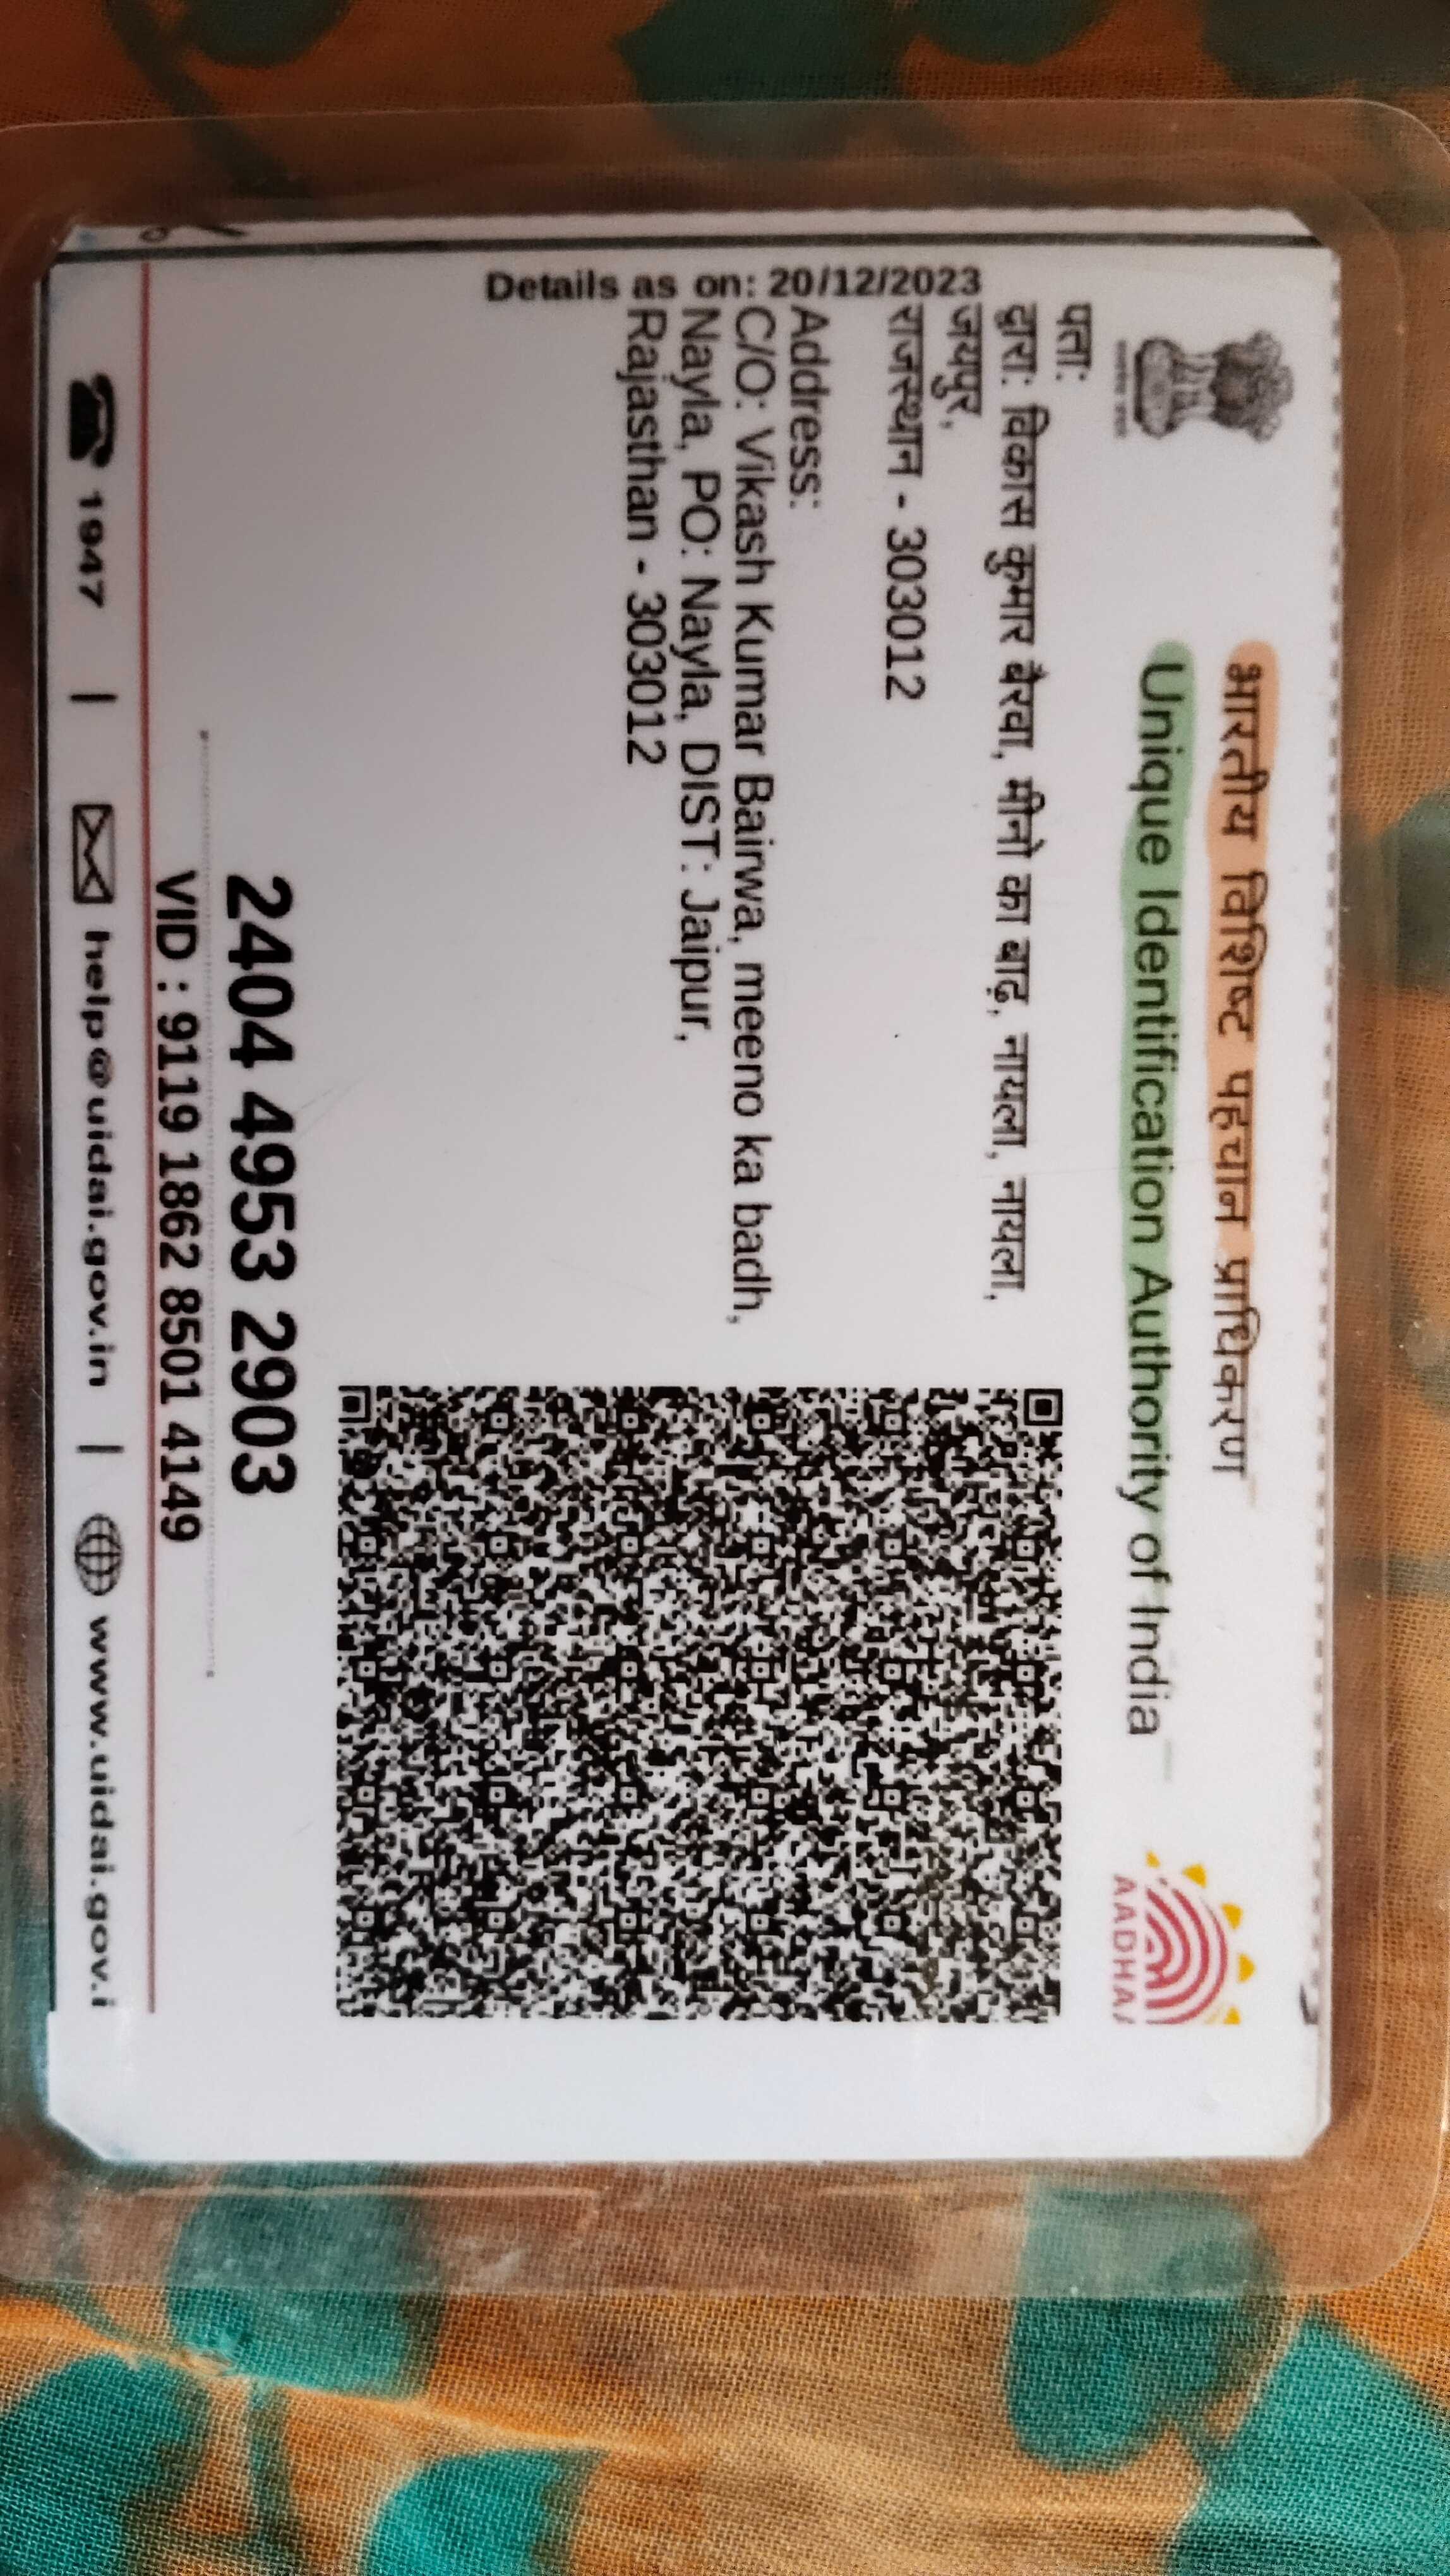 भारतीय विशिष्ट पहचान प्राधिकरण
Unique Identification Authority of India
Details as on: 20/12/2023
पता:
द्वारा: विकास कुमार बैरवा, मीनो का बाढ़, नायला, नायला,
जयपुर,
राजस्थान - 303012
Address:
C/O: Vikash Kumar Bairwa, meeno ka badh,
Nayla, PO: Nayla, DIST: Jaipur,
Rajasthan - 303012
2404 4953 2903
VID : 9119 1862 8501 4149
1947 | help@uidai.gov.in | www.uidai.gov.i